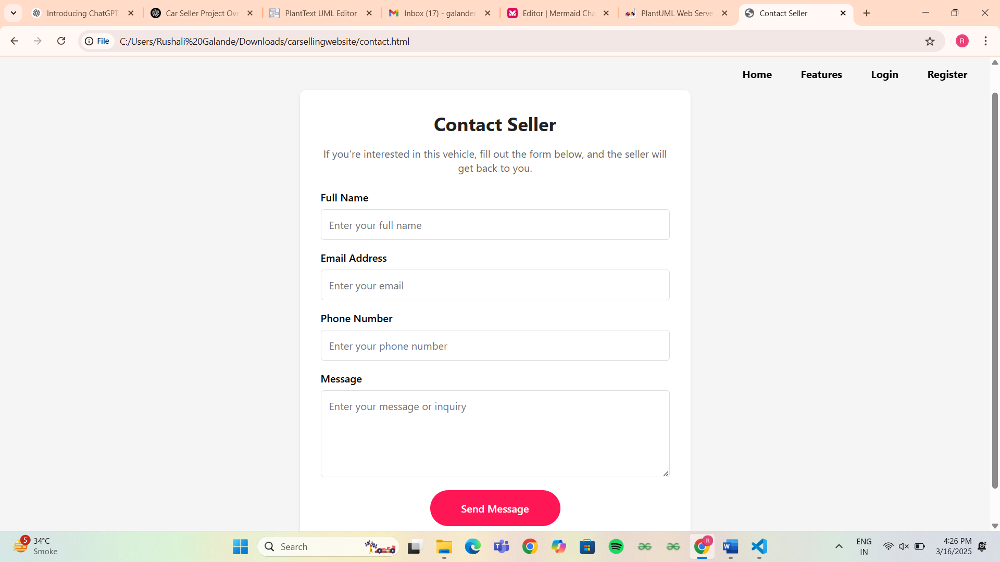 Introducing ChatGPT
Car Seller Project Ove
PlantText UML Editor
Inbox (17) - galander
Editor | Mermaid Cha
PlantUML Web Serve
Contact Seller
File
C:/Users/Rushali%20Galande/Downloads/carsellingwebsite/contact.html
R
Home
Features
Login
Register
Contact Seller
If you’re interested in this vehicle, fill out the form below, and the seller will
get back to you.
Full Name
Enter your full name
Email Address
Enter your email
Phone Number
Enter your phone number
Message
Enter your message or inquiry
Send Message
5
34°C
Smoke
Search
R
ENG
IN
4:26 PM
3/16/2025